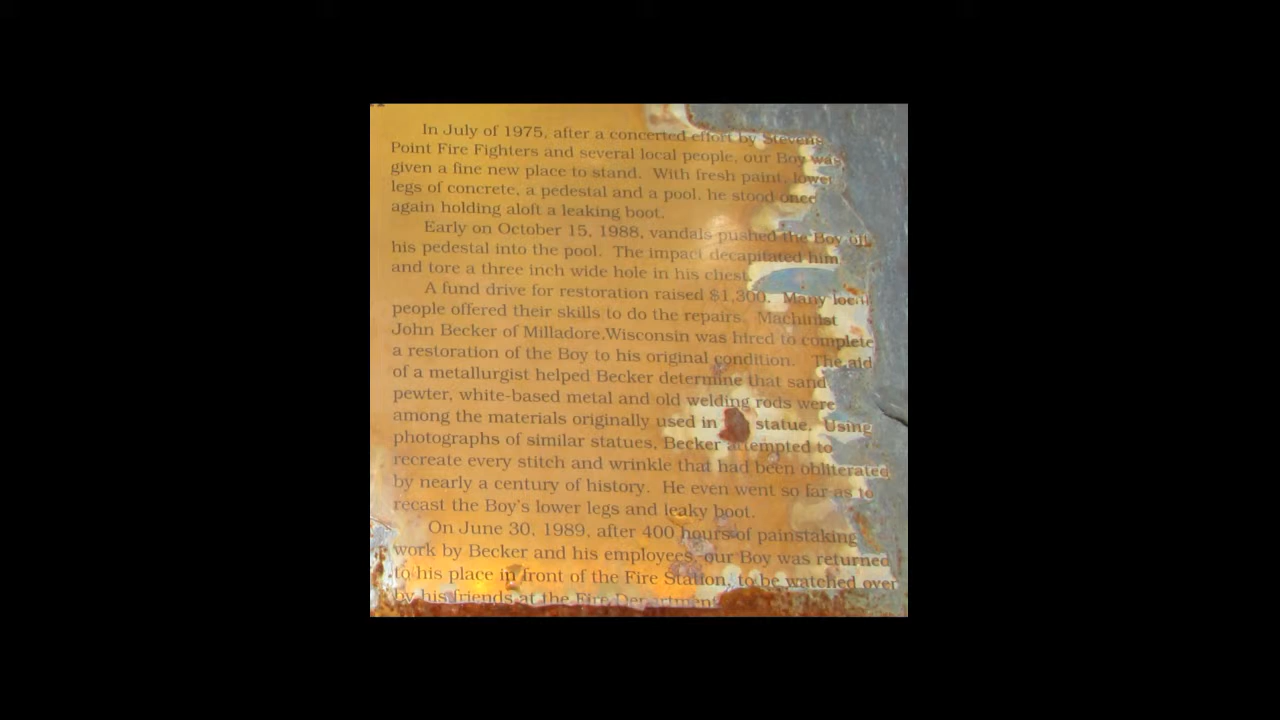 In July of 1975, after a concerted effort by Stevens
Point Fire Fighters and several local people, our Boy was
given a fine new place to stand. With fresh paint, lower
legs of concrete, a pedestal and a pool, he stood once
again holding aloft a leaking boot.
Early on October 15, 1988, vandals pushed the Boy off
his pedestal into the pool. The impact decapitated him
and tore a three inch wide hole in his chest.
A fund drive for restoration raised $1,300. Many local
people offered their skills to do the repairs. Machinist
John Becker of Milladore,Wisconsin was hired to complete
a restoration of the Boy to his original condition. The aid
of a metallurgist helped Becker determine that sand,
pewter, white-based metal and old welding rods were
among the materials originally used in statue. Using
photographs of similar statues, Becker attempted to
recreate every stitch and wrinkle that had been obliterated
by nearly a century of history. He even went so far as to
recast the Boy's lower legs and leaky boot.
On June 30, 1989, after 400 hours of painstaking
work by Becker and his employees, our Boy was returned
to his place in front of the Fire Station, to be watched over
by his friends at the Fire Department